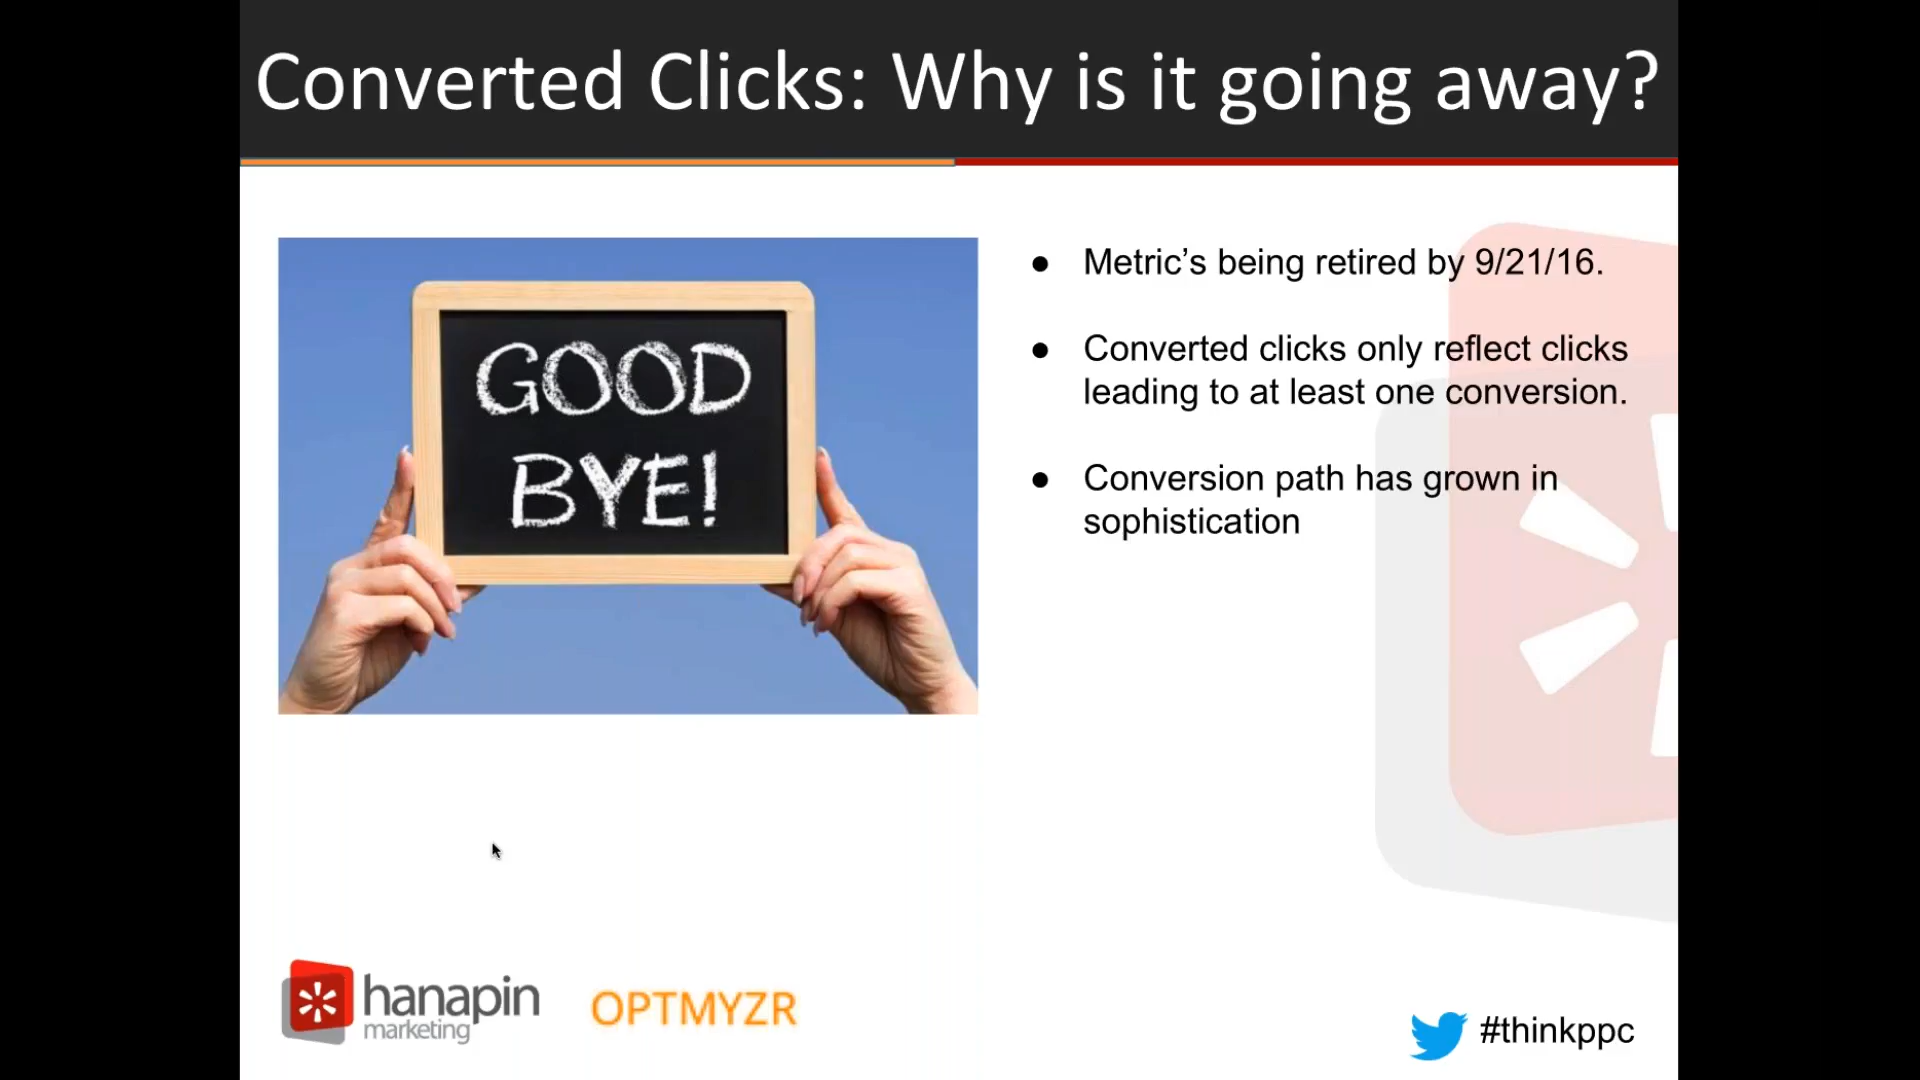 Converted Clicks: Why is it going away?
GOOD
BYE!
● Metric’s being retired by 9/21/16.
● Converted clicks only reflect clicks
leading to at least one conversion.
● Conversion path has grown in
sophistication
hanapin
marketing
OPTMYZR
#thinkppc